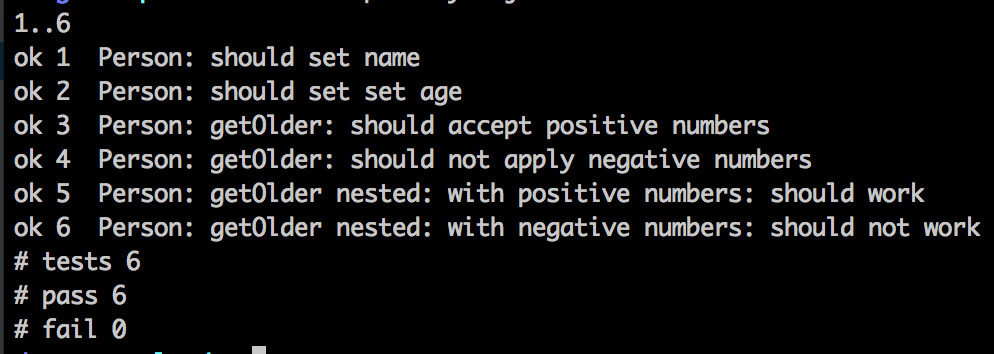 1..6
ok 1  Person: should set name
ok 2  Person: should set set age
ok 3  Person: getOlder: should accept positive numbers
ok 4  Person: getOlder: should not apply negative numbers
ok 5  Person: getOlder nested: with positive numbers: should work
ok 6  Person: getOlder nested: with negative numbers: should not work
# tests 6
# pass 6
# fail 0